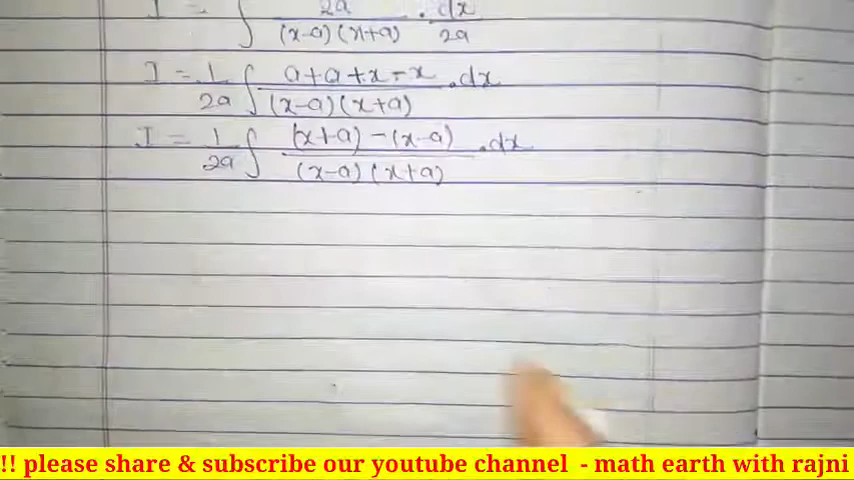 I = ∫ 2a / (x-a)(x+a) . dx / 2a
I = 1/2a ∫ a+a+x-x / (x-a)(x+a) .dx
I = 1/2a ∫ (x+a)-(x-a) / (x-a)(x+a) .dx
!! please share & subscribe our youtube channel - math earth with rajni